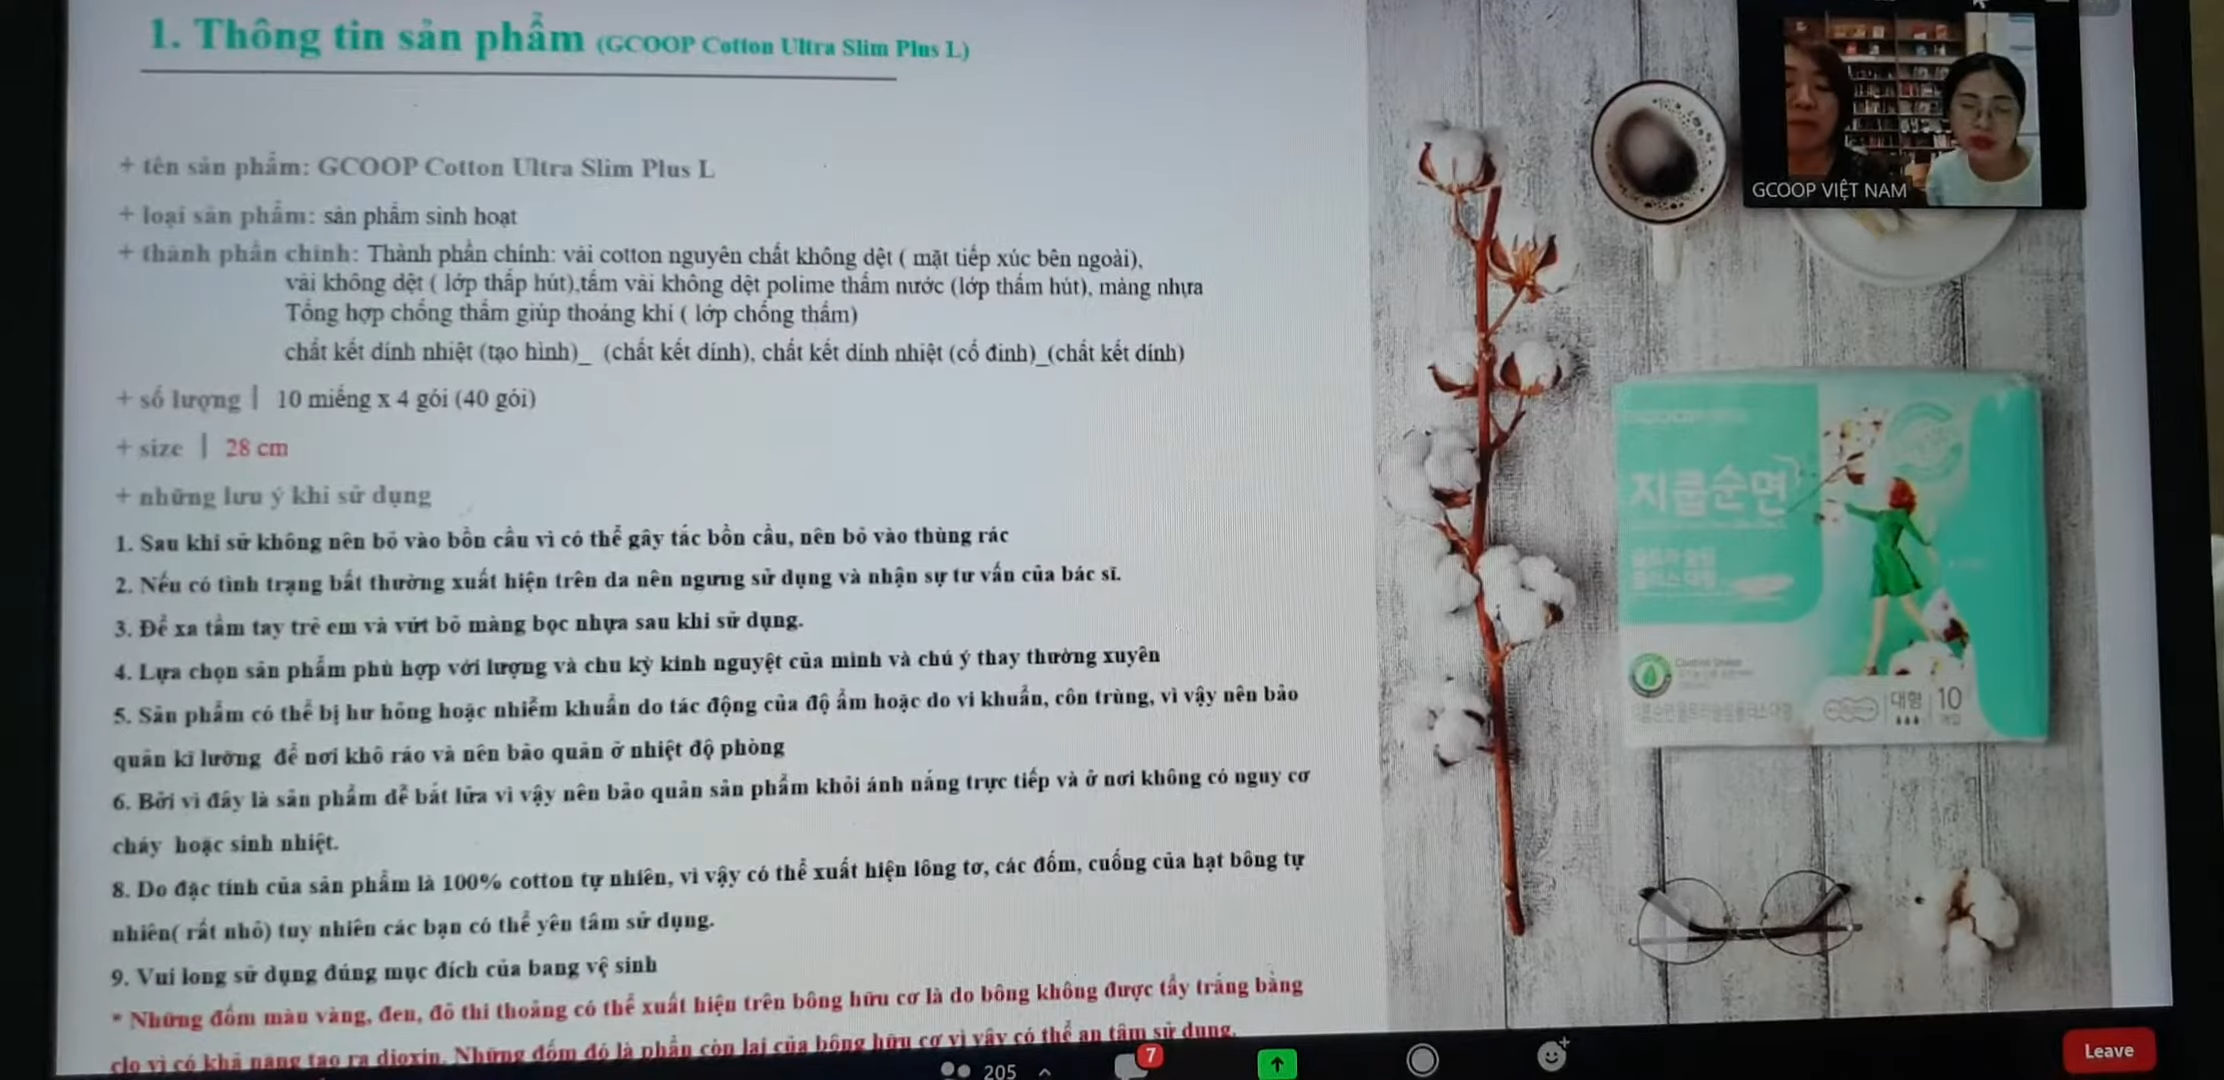 1. Thông tin sản phẩm (GCOOP Cotton Ultra Slim Plus L)
+ tên sản phẩm: GCOOP Cotton Ultra Slim Plus L
+ loại sản phẩm: sản phẩm sinh hoạt
+ thành phần chính: Thành phần chính: vải cotton nguyên chất không dệt ( mặt tiếp xúc bên ngoài),
vải không dệt ( lớp thấp hút),tấm vải không dệt polime thấm nước (lớp thấm hút), màng nhựa
Tổng hợp chống thấm giúp thoáng khí ( lớp chống thấm)
chất kết dính nhiệt (tạo hình)_ (chất kết dính), chất kết dính nhiệt (cố đinh)_(chất kết dính)
+ số lượng | 10 miếng x 4 gói (40 gói)
+ size | 28 cm
+ những lưu ý khi sử dụng
1. Sau khi sử không nên bỏ vào bồn cầu vì có thể gây tắc bồn cầu, nên bỏ vào thùng rác
2. Nếu có tình trạng bất thường xuất hiện trên da nên ngưng sử dụng và nhận sự tư vấn của bác sĩ.
3. Để xa tầm tay trẻ em và vứt bỏ màng bọc nhựa sau khi sử dụng.
4. Lựa chọn sản phẩm phù hợp với lượng và chu kỳ kinh nguyệt của mình và chú ý thay thường xuyên
5. Sản phẩm có thể bị hư hỏng hoặc nhiễm khuẩn do tác động của độ ẩm hoặc do vi khuẩn, côn trùng, vì vậy nên bảo
quản kĩ lưỡng để nơi khô ráo và nên bảo quản ở nhiệt độ phòng
6. Bởi vì đây là sản phẩm dễ bắt lửa vì vậy nên bảo quản sản phẩm khỏi ánh nắng trực tiếp và ở nơi không có nguy cơ
cháy hoặc sinh nhiệt.
8. Do đặc tính của sản phẩm là 100% cotton tự nhiên, vì vậy có thể xuất hiện lông tơ, các đốm, cuống của hạt bông tự
nhiên( rất nhỏ) tuy nhiên các bạn có thể yên tâm sử dụng.
9. Vui long sử dụng đúng mục đích của bang vệ sinh
* Những đốm màu vàng, đen, đỏ thi thoảng có thể xuất hiện trên bông hữu cơ là do bông không được tẩy trắng bằng
clo vì có khả năng tạo ra dioxin. Những đốm đó là phần còn lại của bông hữu cơ vì vậy có thể an tâm sử dụng.
GCOOP VIỆT NAM
지쿱순면
울트라 슬림
플러스 대형
대형
10
개입
205
7
Leave